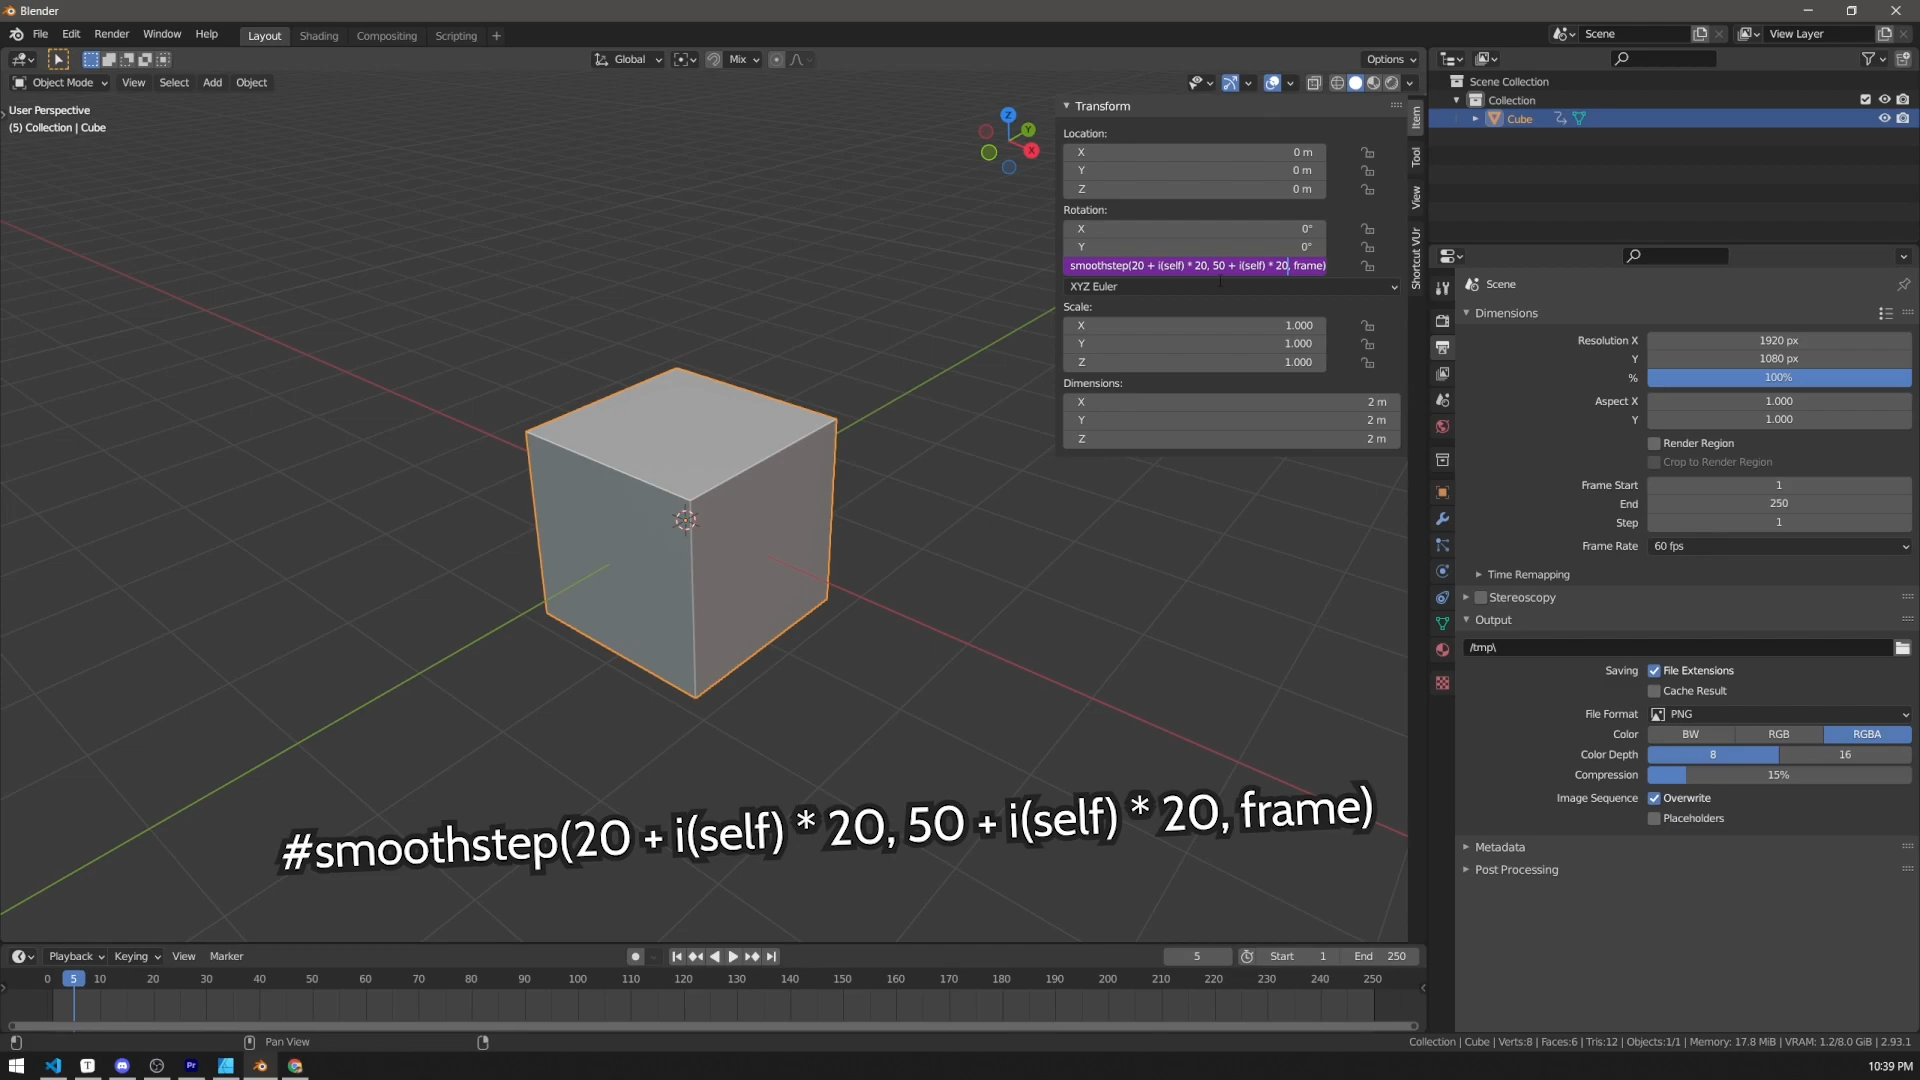 Blender
File Edit Render Window Help Layout Shading Compositing Scripting + Scene View Layer
Global Mix Options
Object Mode View Select Add Object
User Perspective
(5) Collection | Cube
Z
Y
X
Transform
Location:
X 0 m
Y 0 m
Z 0 m
Rotation:
X 0°
Y 0°
smoothstep(20 + i(self) * 20, 50 + i(self) * 20, frame)
XYZ Euler
Scale:
X 1.000
Y 1.000
Z 1.000
Dimensions:
X 2 m
Y 2 m
Z 2 m
Item
Tool
View
Shortcut VUr
Scene Collection
Collection
Cube
Scene
Dimensions
Resolution X 1920 px
Y 1080 px
% 100%
Aspect X 1.000
Y 1.000
Render Region
Crop to Render Region
Frame Start 1
End 250
Step 1
Frame Rate 60 fps
Time Remapping
Stereoscopy
Output
/tmp\
Saving File Extensions
Cache Result
File Format PNG
Color BW RGB RGBA
Color Depth 8 16
Compression 15%
Image Sequence Overwrite
Placeholders
Metadata
Post Processing
#smoothstep(20 + i(self) * 20, 50 + i(self) * 20, frame)
Playback Keying View Marker 5 Start 1 End 250
0 5 10 20 30 40 50 60 70 80 90 100 110 120 130 140 150 160 170 180 190 200 210 220 230 240 250
Pan View
Collection | Cube | Verts:8 | Faces:6 | Tris:12 | Objects:1/1 | Memory: 17.8 MiB | VRAM: 1.2/8.0 GiB | 2.93.1
T Pr
10:39 PM